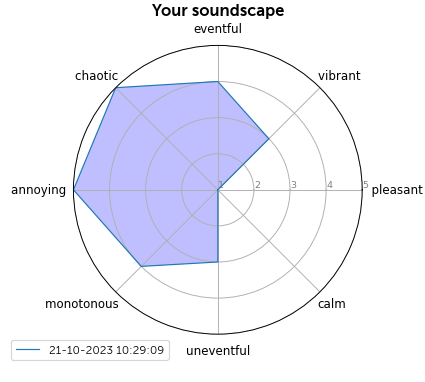 Your soundscape
eventful
chaotic
vibrant
annoying
1
2
3
4
5
pleasant
monotonous
calm
uneventful
21-10-2023 10:29:09